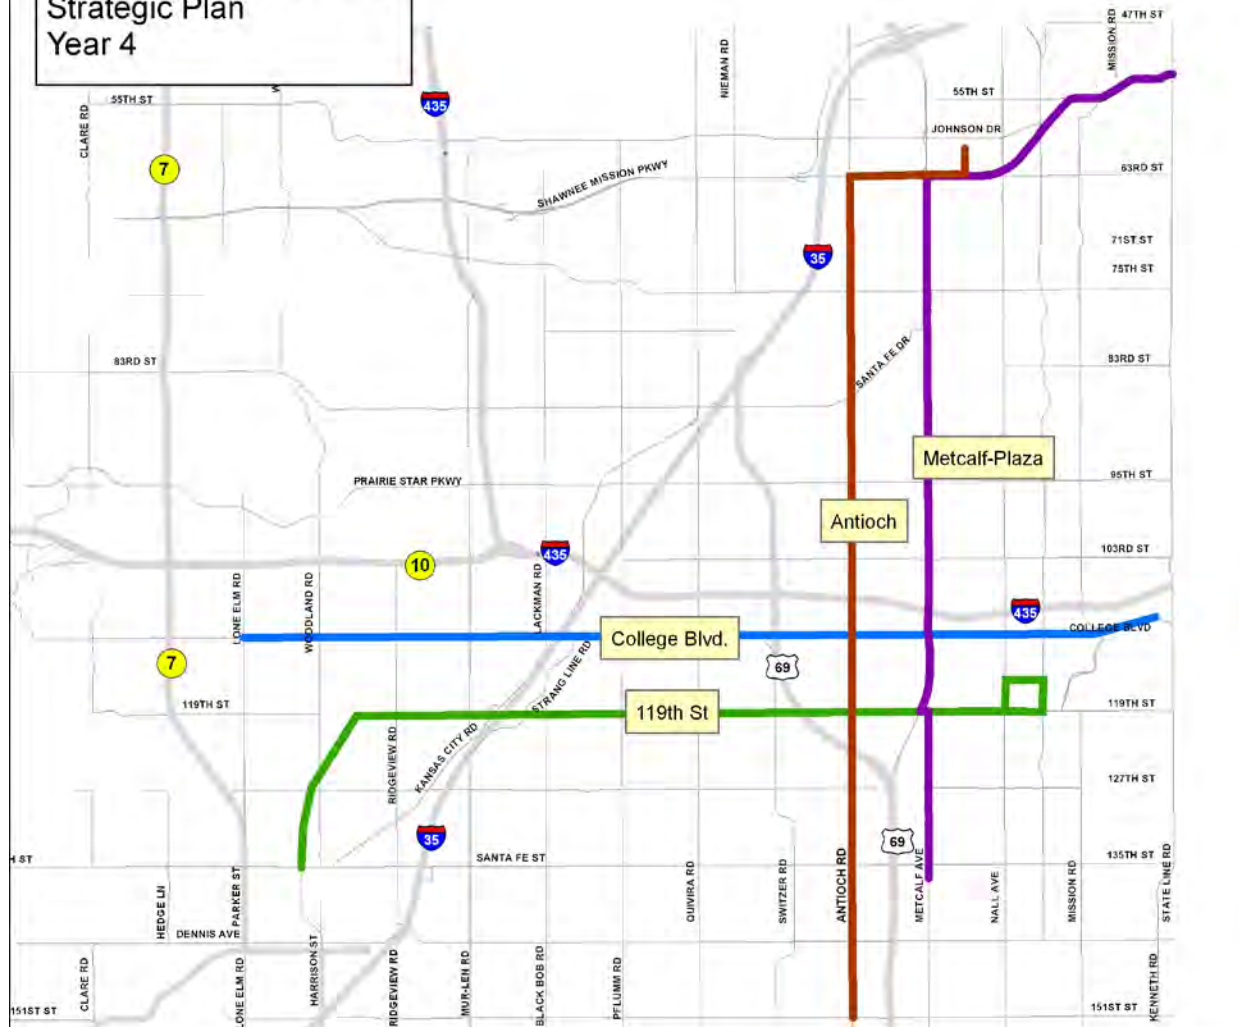 Strategic Plan
Year 4
47TH ST
MISSION RD
NIEMAN RD
55TH ST
CLARE RD
435
55TH ST
JOHNSON DR
7
SHAWNEE MISSION PKWY
63RD ST
71ST ST
35
75TH ST
83RD ST
SANTA FE DR
83RD ST
Metcalf-Plaza
95TH ST
PRAIRIE STAR PKWY
Antioch
103RD ST
435
10
LONE ELM RD
WOODLAND RD
LACKMAN RD
435
COLLEGE BLVD
College Blvd.
7
69
STRANG LINE RD
119TH ST
119th St
119TH ST
KANSAS CITY RD
RIDGEVIEW RD
127TH ST
35
69
SANTA FE ST
135TH ST
H ST
HEDGE LN
PARKER ST
QUIVIRA RD
SWITZER RD
ANTIOCH RD
METCALF AVE
NALL AVE
MISSION RD
STATE LINE RD
DENNIS AVE
CLARE RD
LONE ELM RD
HARRISON ST
RIDGEVIEW RD
MUR-LEN RD
BLACK BOB RD
PFLUMM RD
KENNETH RD
151ST ST
151ST ST